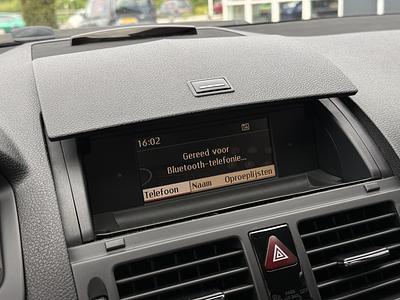 16:02
Gereed voor
Bluetooth-telefonie...
Telefoon Naam Oproeplijsten